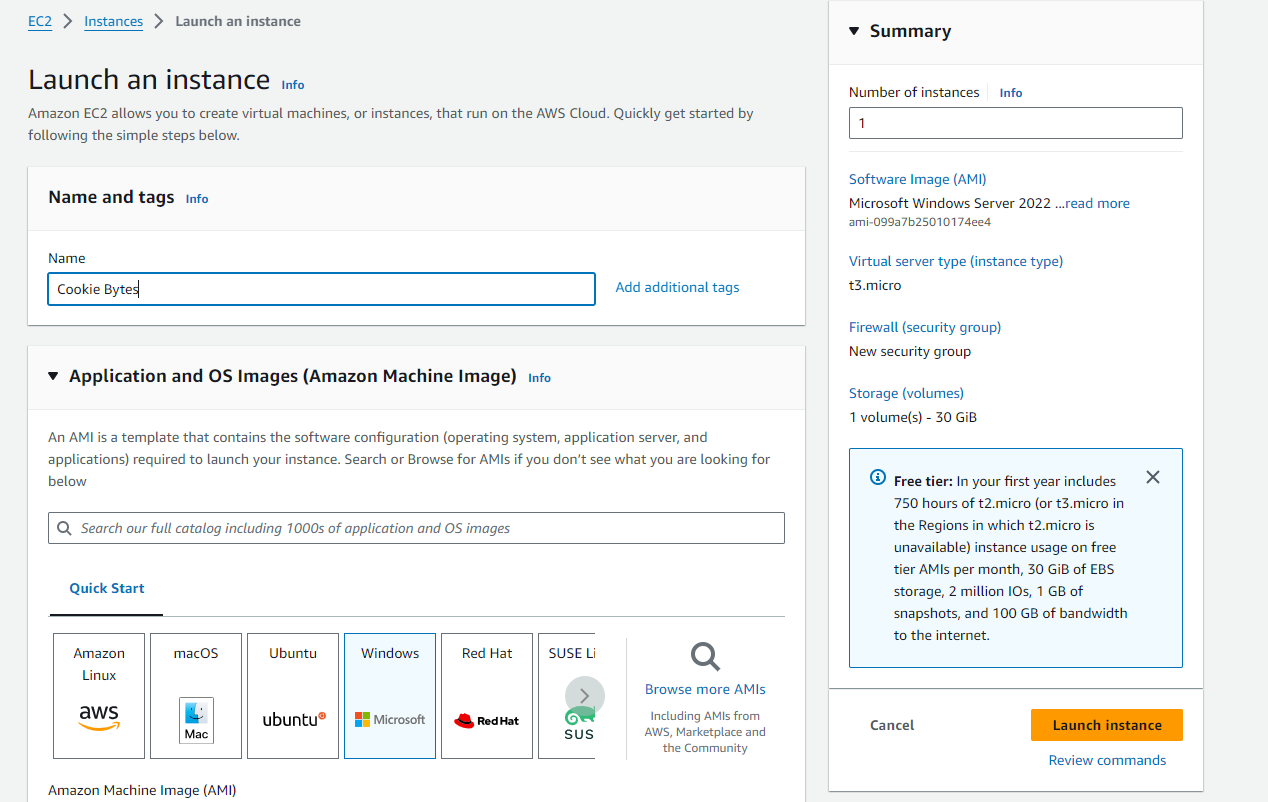 EC2 > Instances > Launch an instance
Launch an instance Info
Amazon EC2 allows you to create virtual machines, or instances, that run on the AWS Cloud. Quickly get started by
following the simple steps below.
Name and tags Info
Name
Cookie Bytes
Add additional tags
Application and OS Images (Amazon Machine Image) Info
An AMI is a template that contains the software configuration (operating system, application server, and
applications) required to launch your instance. Search or Browse for AMIs if you don’t see what you are looking for
below
Search our full catalog including 1000s of application and OS images
Quick Start
Amazon
Linux
aws
macOS
Mac
Ubuntu
ubuntu
Windows
Microsoft
Red Hat
Red Hat
SUSE Li
SUS
Browse more AMIs
Including AMIs from
AWS, Marketplace and
the Community
Amazon Machine Image (AMI)
Summary
Number of instances Info
1
Software Image (AMI)
Microsoft Windows Server 2022 ...read more
ami-099a7b25010174ee4
Virtual server type (instance type)
t3.micro
Firewall (security group)
New security group
Storage (volumes)
1 volume(s) - 30 GiB
Free tier: In your first year includes
750 hours of t2.micro (or t3.micro in
the Regions in which t2.micro is
unavailable) instance usage on free
tier AMIs per month, 30 GiB of EBS
storage, 2 million IOs, 1 GB of
snapshots, and 100 GB of bandwidth
to the internet.
Cancel
Launch instance
Review commands